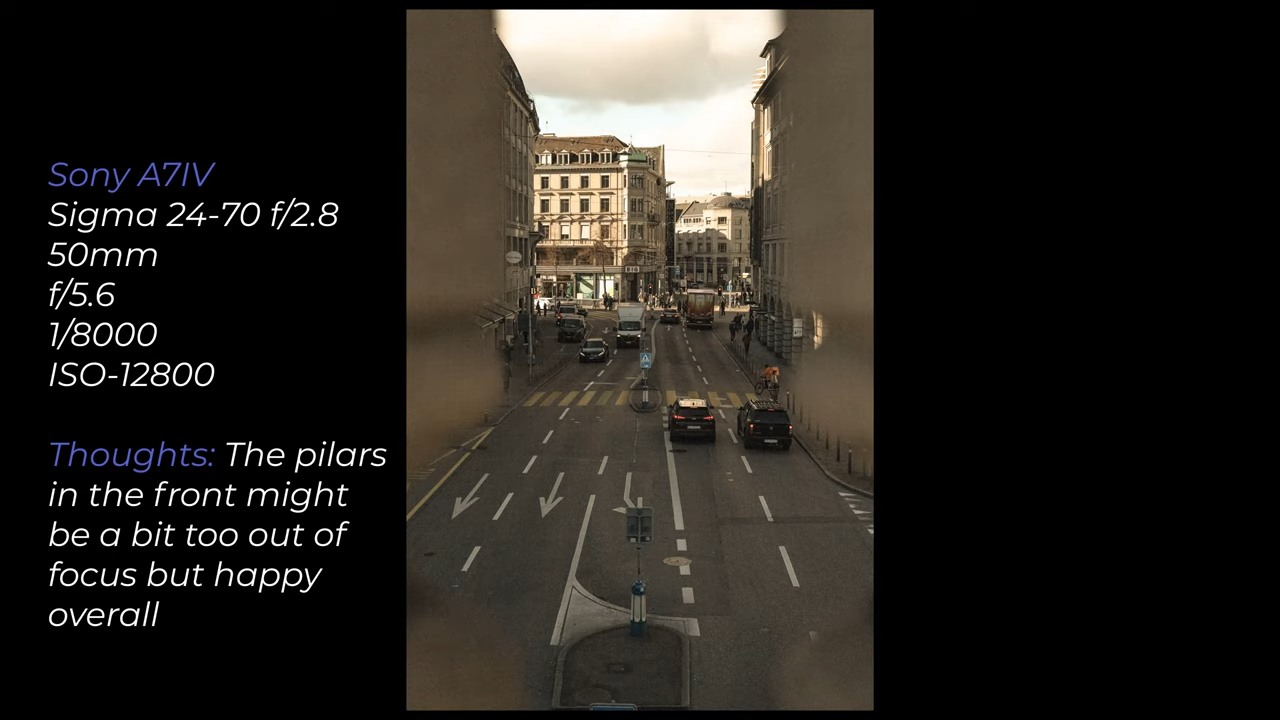 Sony A7IV
Sigma 24-70 f/2.8
50mm
f/5.6
1/8000
ISO-12800
Thoughts: The pilars
in the front might
be a bit too out of
focus but happy
overall